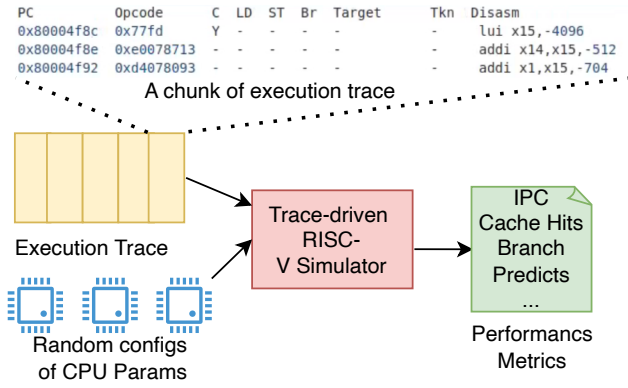 PC Opcode C LD ST Br Target Tkn Disasm
0x80004f8c 0x77fd Y - - - - - lui x15,-4096
0x80004f8e 0xe0078713 - - - - - - addi x14,x15,-512
0x80004f92 0xd4078093 - - - - - - addi x1,x15,-704
A chunk of execution trace
Execution Trace
Random configs
of CPU Params
Trace-driven
RISC-
V Simulator
IPC
Cache Hits
Branch
Predicts
...
Performancs
Metrics